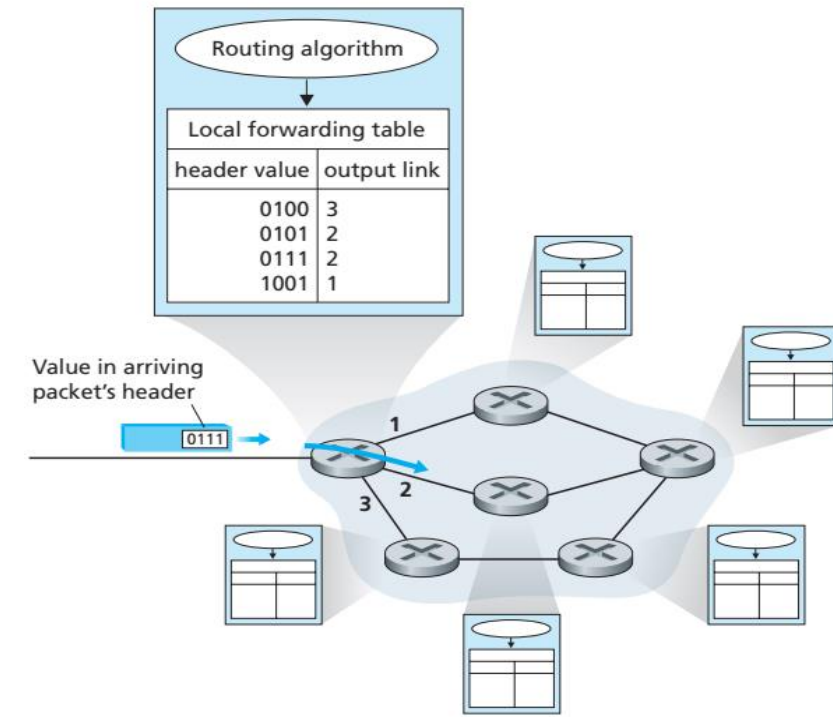 Routing algorithm
Local forwarding table
header value output link
0100 3
0101 2
0111 2
1001 1
Value in arriving
packet's header
0111
1
2
3